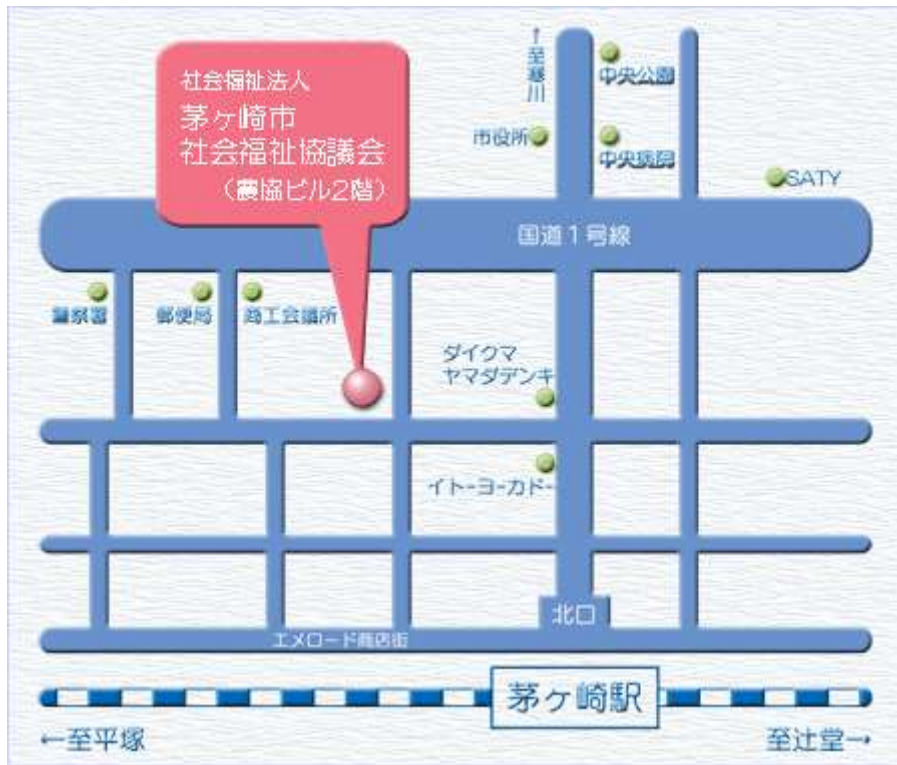 社会福祉法人
茅ヶ崎市
社会福祉協議会
（農協ビル2階）
↑至寒川
中央公園
市役所
中央病院
SATY
国道1号線
警察署
郵便局
商工会議所
ダイクマ
ヤマダデンキ
イトーヨーカドー
北口
エメロード商店街
茅ヶ崎駅
←至平塚
至辻堂→